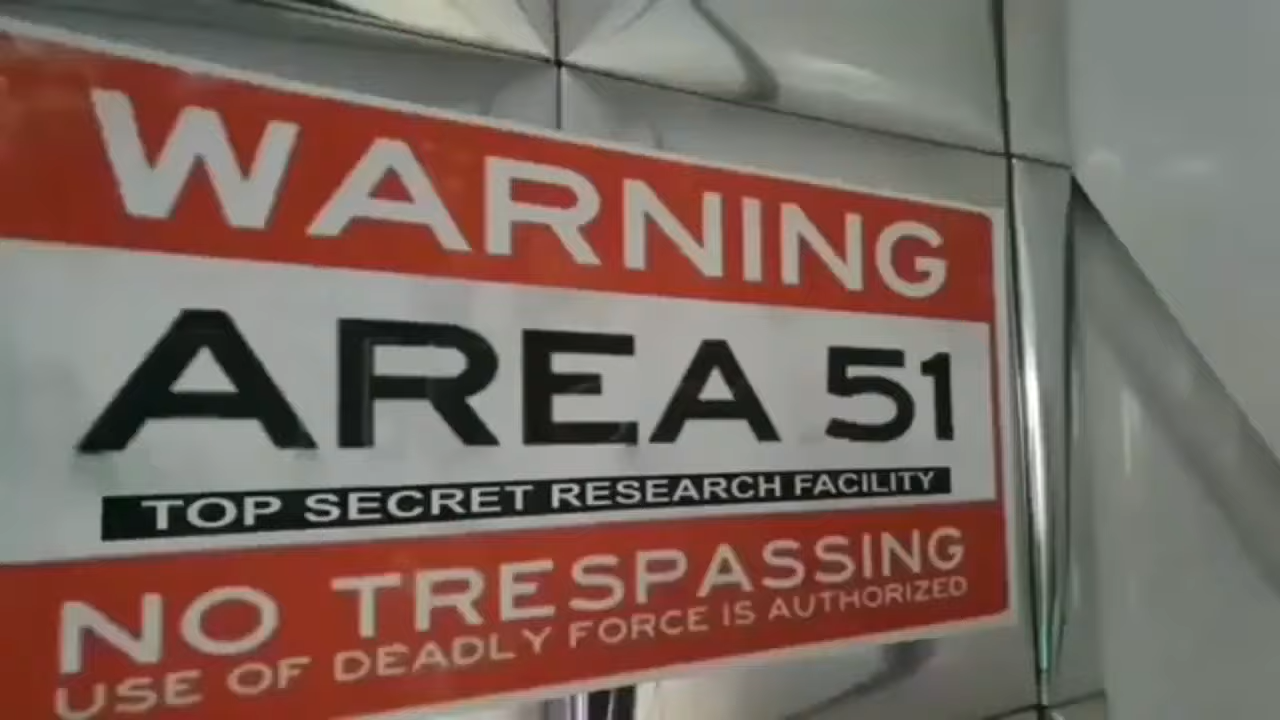 WARNING
AREA 51
TOP SECRET RESEARCH FACILITY
NO TRESPASSING
USE OF DEADLY FORCE IS AUTHORIZED